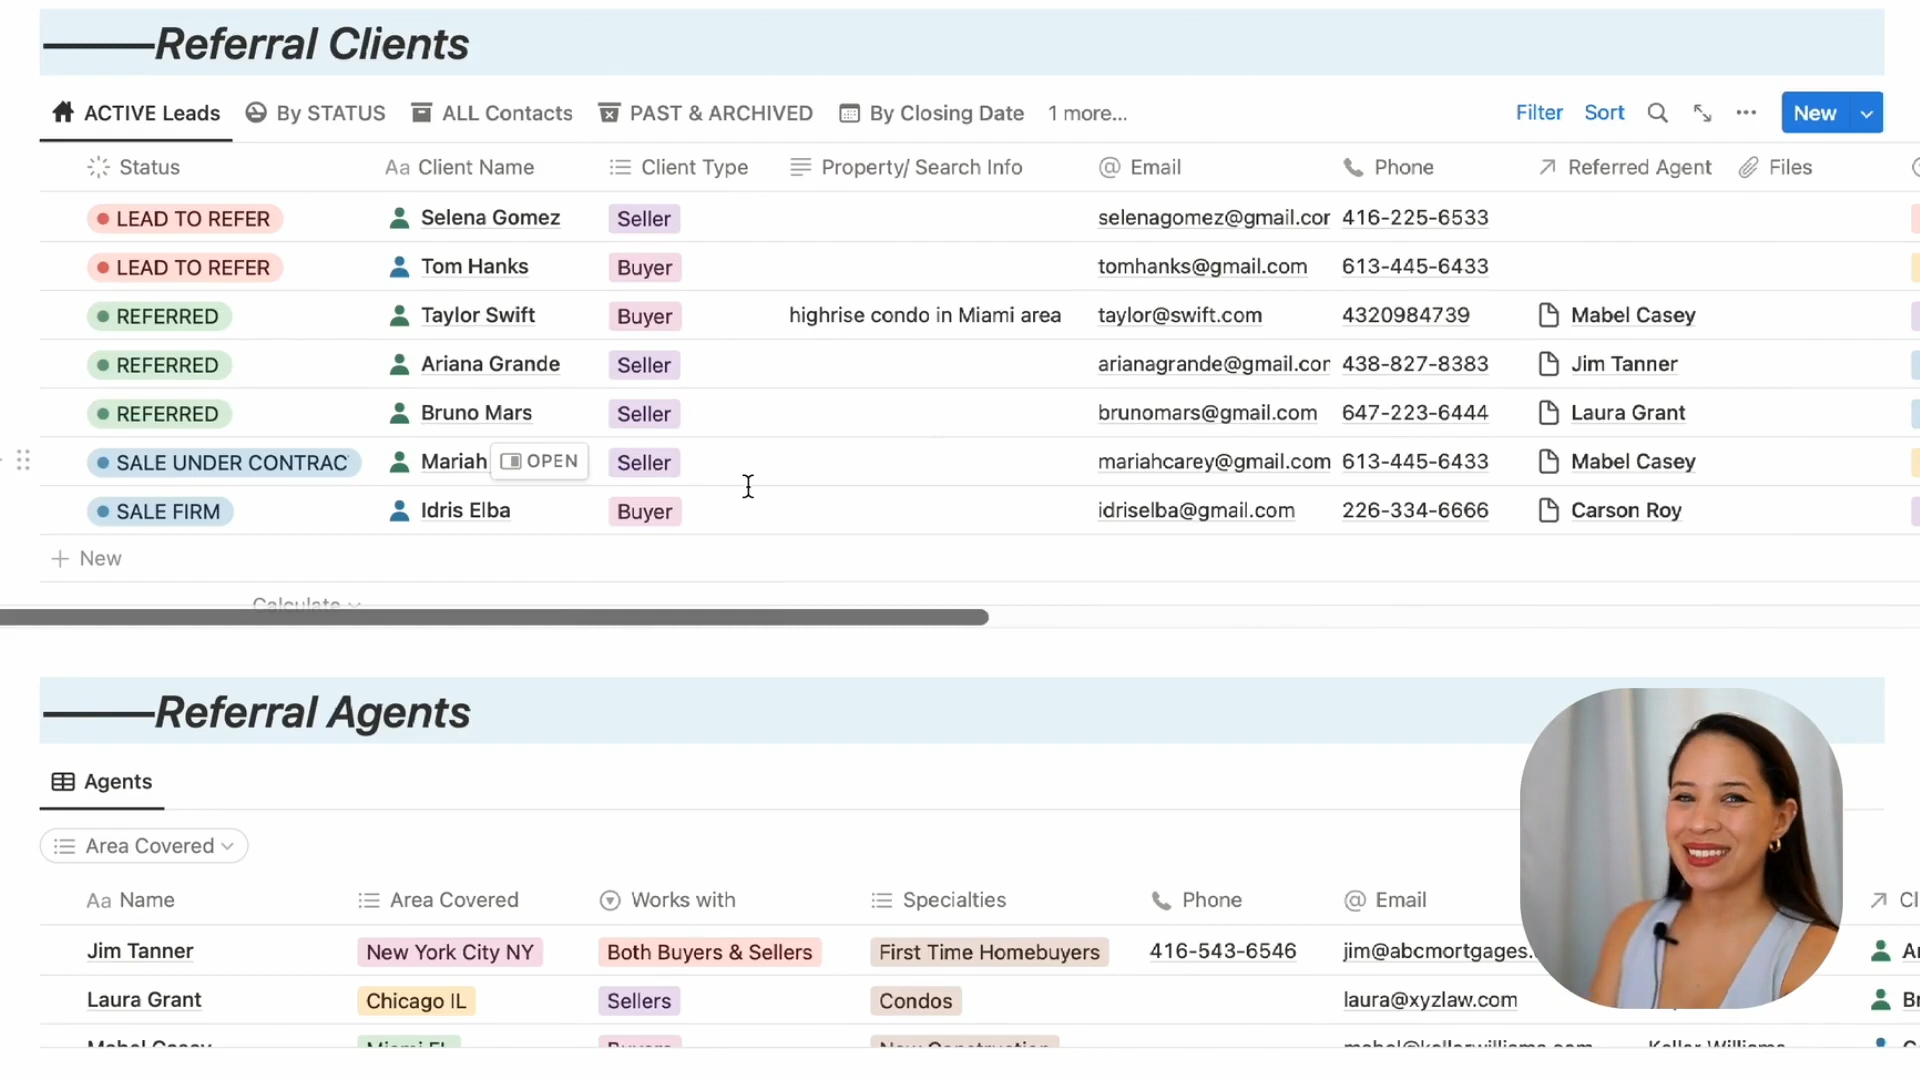 Referral Clients
ACTIVE Leads By STATUS ALL Contacts PAST & ARCHIVED By Closing Date 1 more... Filter Sort New
Status Aa Client Name Client Type Property/ Search Info Email Phone Referred Agent Files
LEAD TO REFER Selena Gomez Seller selenagomez@gmail.cor 416-225-6533
LEAD TO REFER Tom Hanks Buyer tomhanks@gmail.com 613-445-6433
REFERRED Taylor Swift Buyer highrise condo in Miami area taylor@swift.com 4320984739 Mabel Casey
REFERRED Ariana Grande Seller arianagrande@gmail.cor 438-827-8383 Jim Tanner
REFERRED Bruno Mars Seller brunomars@gmail.com 647-223-6444 Laura Grant
SALE UNDER CONTRAC Mariah OPEN Seller mariahcarey@gmail.com 613-445-6433 Mabel Casey
SALE FIRM Idris Elba Buyer idriselba@gmail.com 226-334-6666 Carson Roy
+ New
Calculate
Referral Agents
Agents
Area Covered
Aa Name Area Covered Works with Specialties Phone @ Email Cl
Jim Tanner New York City NY Both Buyers & Sellers First Time Homebuyers 416-543-6546 jim@abcmortgages.
Laura Grant Chicago IL Sellers Condos laura@xyzlaw.com